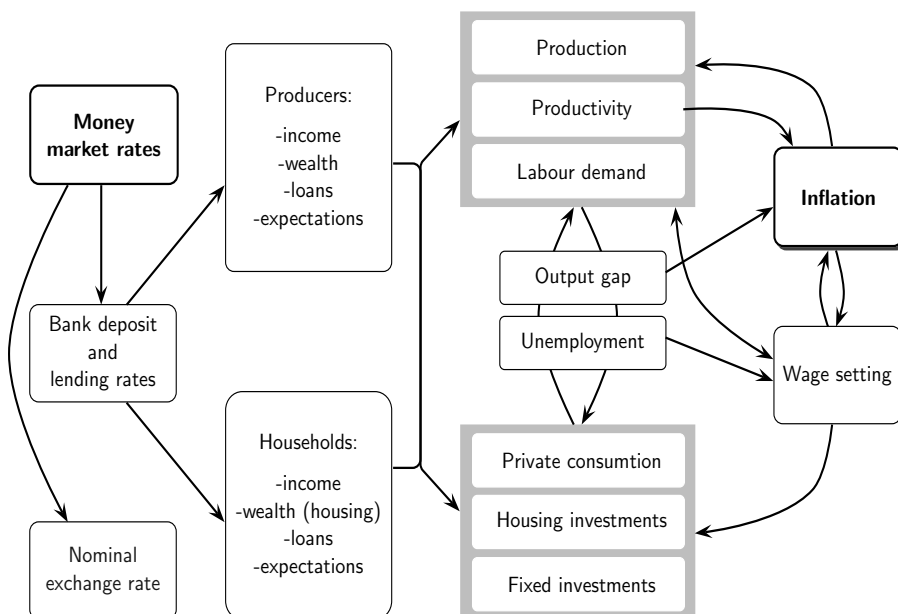 Money
market rates
Bank deposit
and
lending rates
Nominal
exchange rate
Producers:
-income
-wealth
-loans
-expectations
Households:
-income
-wealth (housing)
-loans
-expectations
Production
Productivity
Labour demand
Output gap
Unemployment
Private consumtion
Housing investments
Fixed investments
Inflation
Wage setting